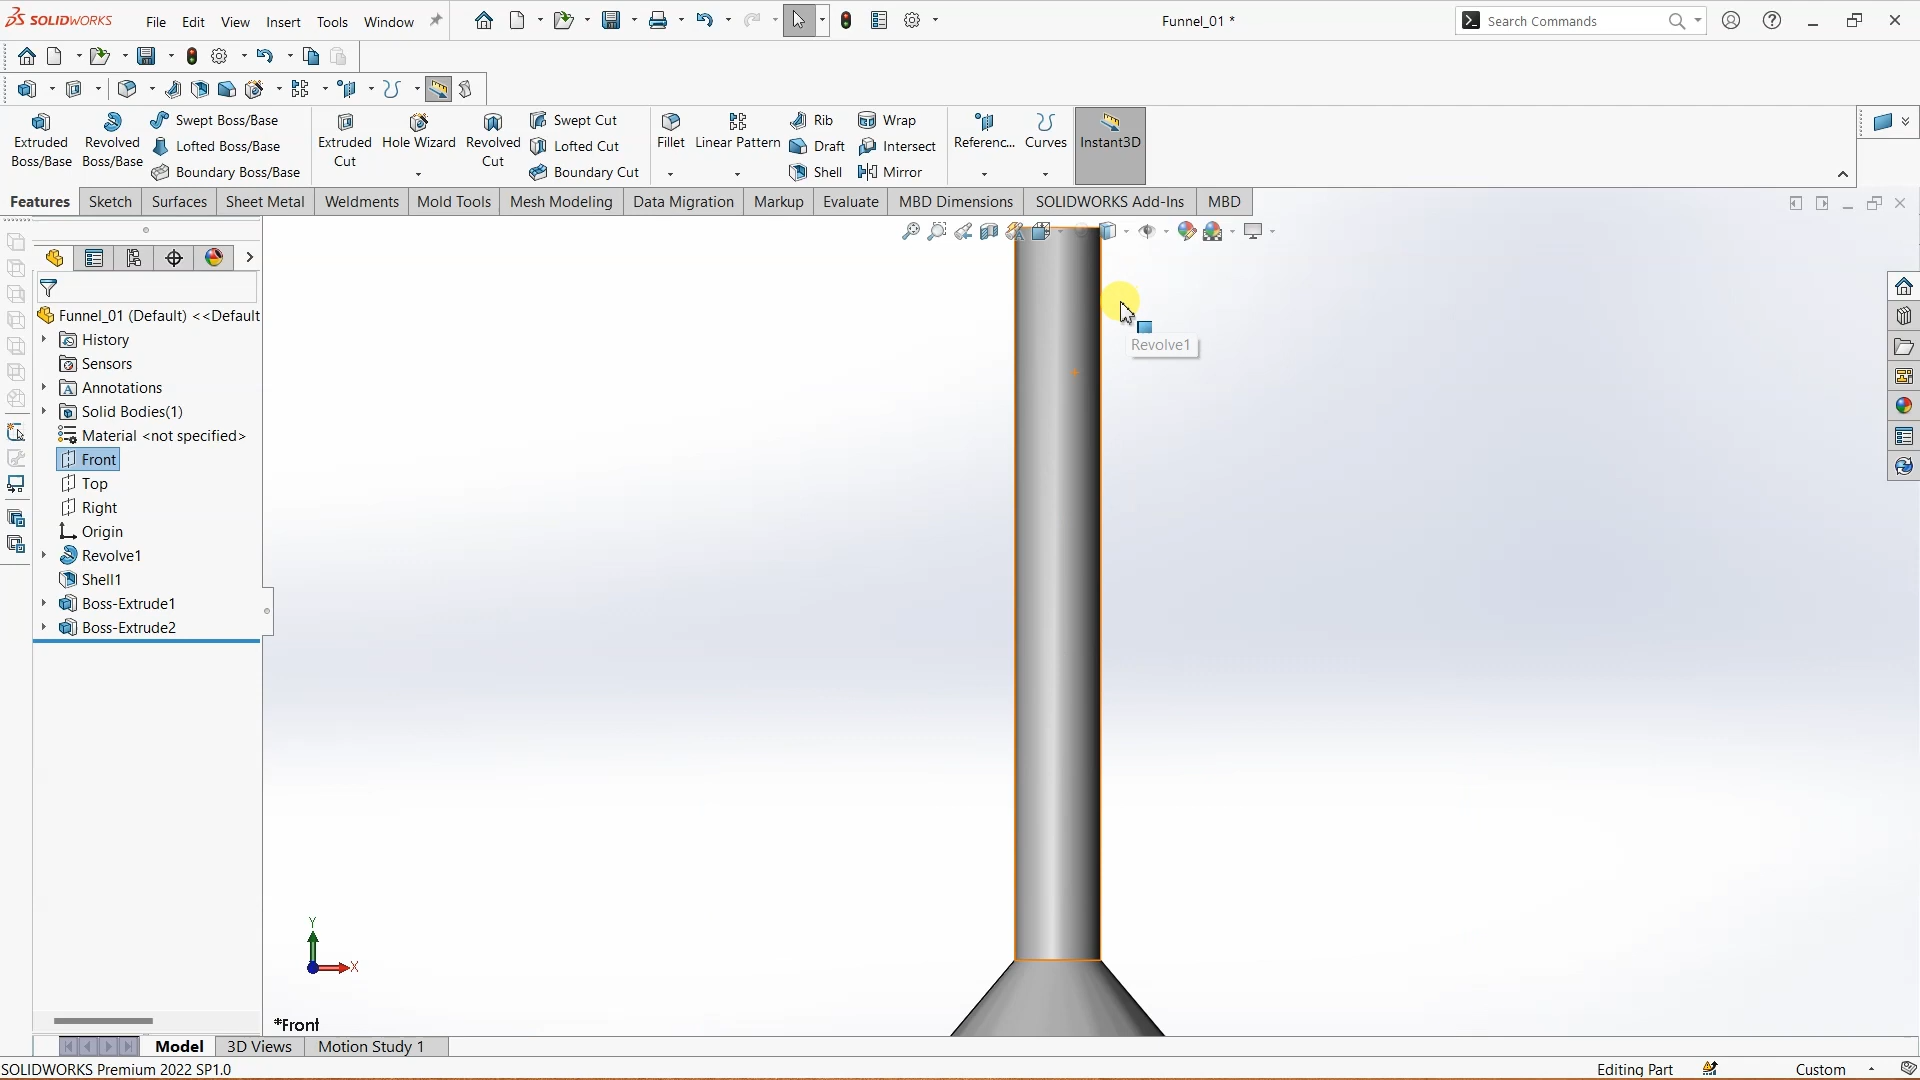 SOLIDWORKS File Edit View Insert Tools Window Funnel_01 * Search Commands
Extruded Boss/Base
Revolved Boss/Base
Swept Boss/Base
Lofted Boss/Base
Boundary Boss/Base
Extruded Cut
Hole Wizard
Revolved Cut
Swept Cut
Lofted Cut
Boundary Cut
Fillet
Linear Pattern
Rib
Draft
Shell
Wrap
Intersect
Mirror
Referenc...
Curves
Instant3D
Features Sketch Surfaces Sheet Metal Weldments Mold Tools Mesh Modeling Data Migration Markup Evaluate MBD Dimensions SOLIDWORKS Add-Ins MBD
Funnel_01 (Default) <<Default
History
Sensors
Annotations
Solid Bodies(1)
Material <not specified>
Front
Top
Right
Origin
Revolve1
Shell1
Boss-Extrude1
Boss-Extrude2
Revolve1
Y
X
*Front
Model 3D Views Motion Study 1
SOLIDWORKS Premium 2022 SP1.0 Editing Part Custom